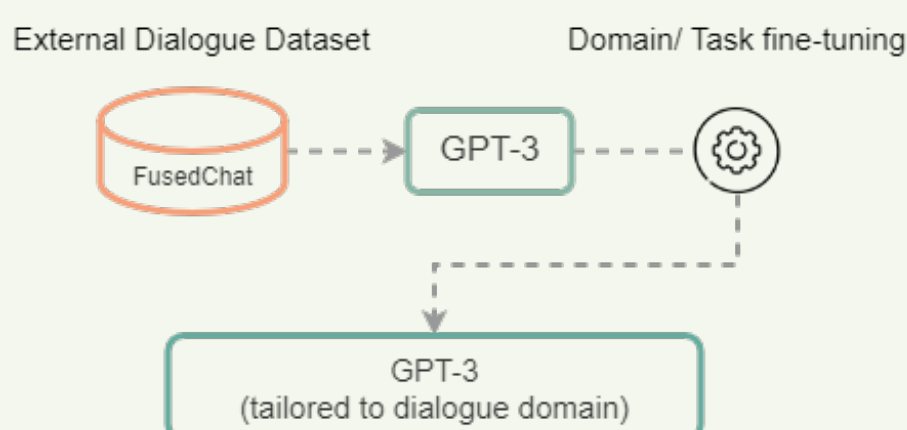 External Dialogue Dataset
Domain/ Task fine-tuning
FusedChat
GPT-3
GPT-3
(tailored to dialogue domain)